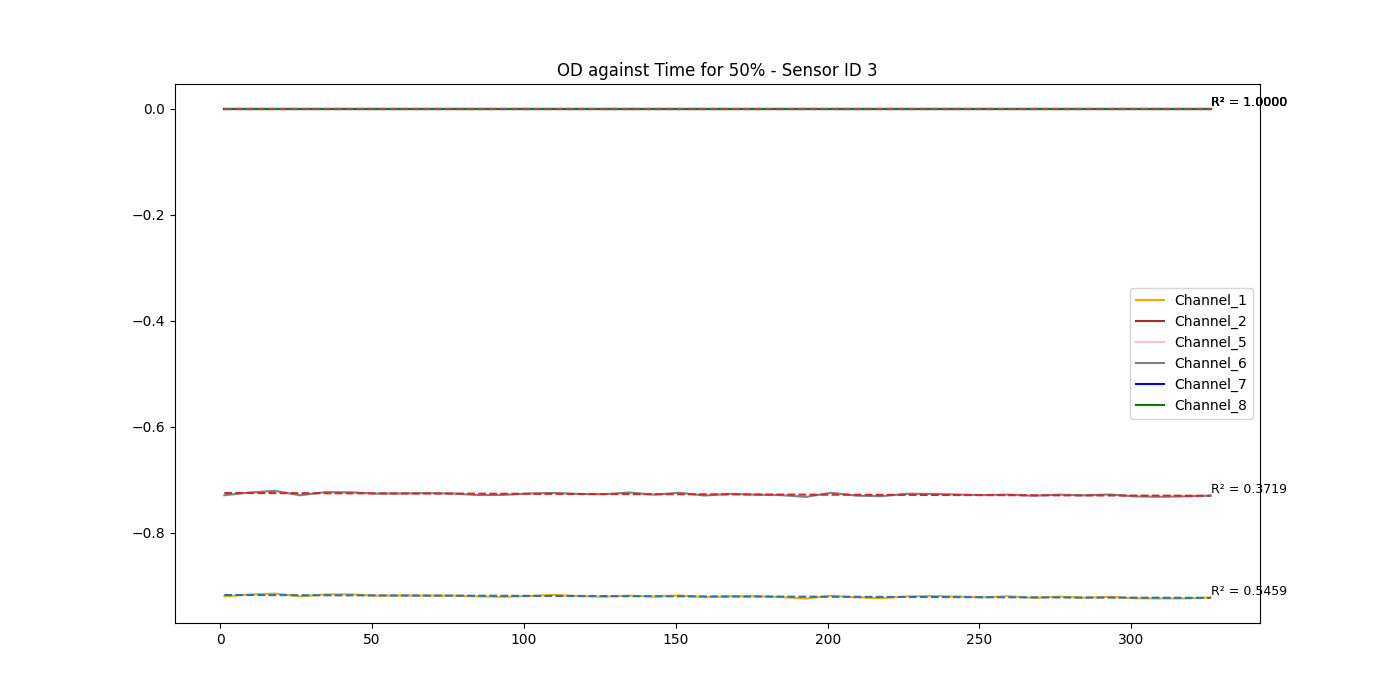 OD against Time for 50% - Sensor ID 3
0.0
R² = 1.0000
−0.2
−0.4
Channel_1
Channel_2
Channel_5
Channel_6
Channel_7
Channel_8
−0.6
R² = 0.3719
−0.8
R² = 0.5459
0 50 100 150 200 250 300